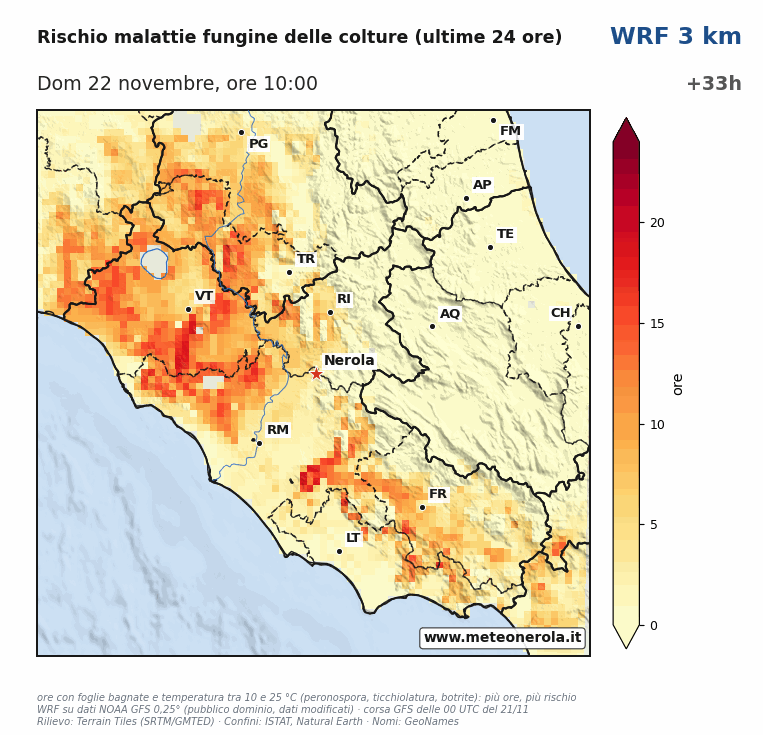 Rischio malattie fungine delle colture (ultime 24 ore)
WRF 3 km
Dom 22 novembre, ore 10:00
+33h
FM
PG
AP
TE
TR
RI
VT
AQ
CH
Nerola
RM
FR
LT
20
15
10
5
0
ore
www.meteonerola.it
ore con foglie bagnate e temperatura tra 10 e 25 °C (peronospora, ticchiolatura, botrite): più ore, più rischio
WRF su dati NOAA GFS 0,25° (pubblico dominio, dati modificati) · corsa GFS delle 00 UTC del 21/11
Rilievo: Terrain Tiles (SRTM/GMTED) · Confini: ISTAT, Natural Earth · Nomi: GeoNames